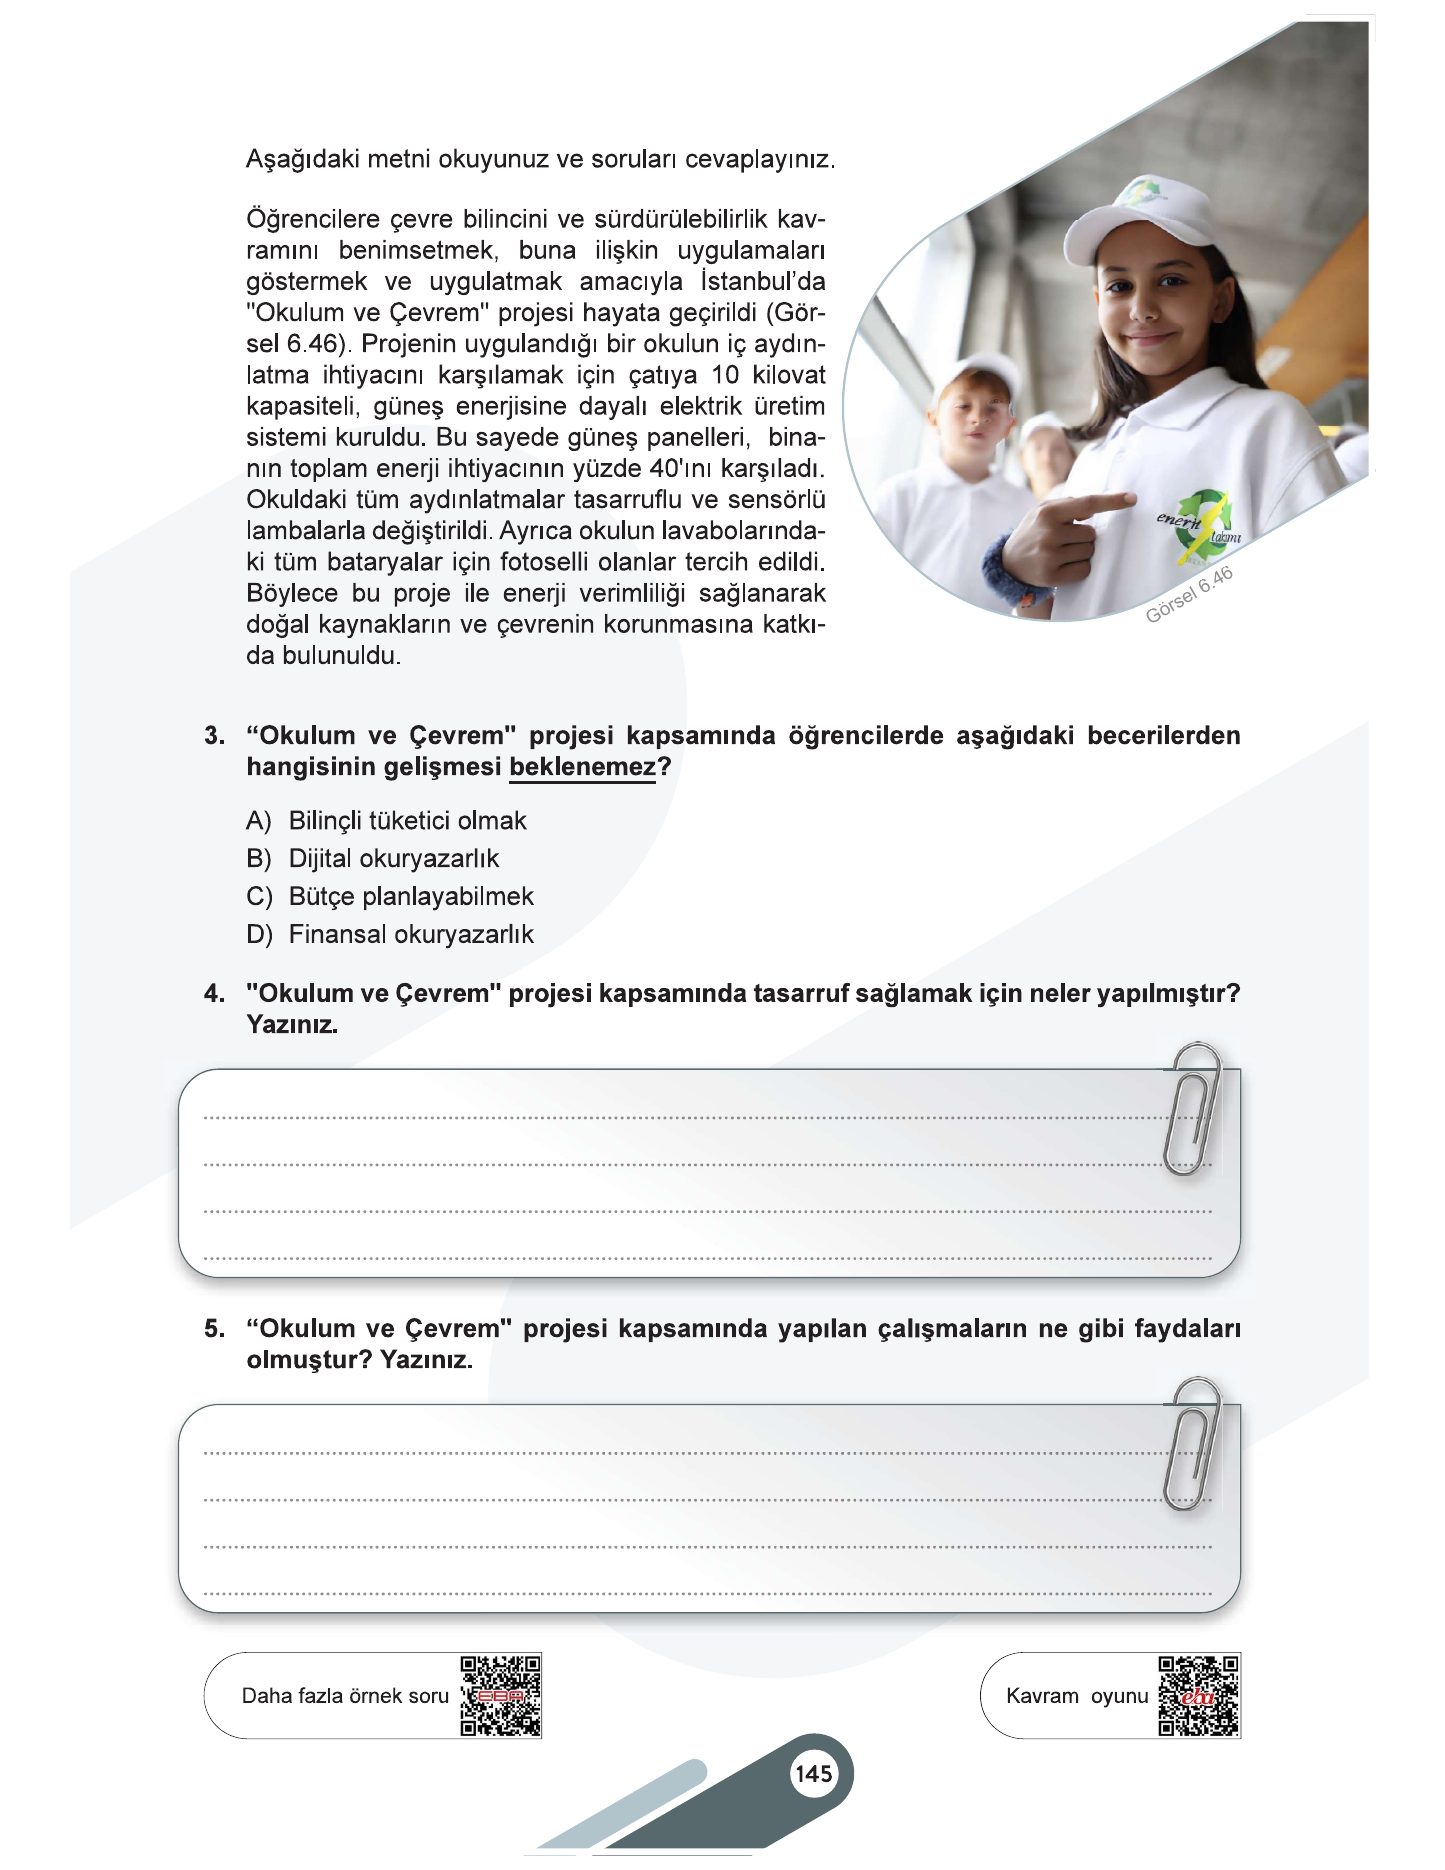 Aşağıdaki metni okuyunuz ve soruları cevaplayınız.
Öğrencilere çevre bilincini ve sürdürülebilirlik kav-
ramını benimsetmek, buna ilişkin uygulamaları
göstermek ve uygulatmak amacıyla İstanbul’da
"Okulum ve Çevrem" projesi hayata geçirildi (Gör-
sel 6.46). Projenin uygulandığı bir okulun iç aydın-
latma ihtiyacını karşılamak için çatıya 10 kilovat
kapasiteli, güneş enerjisine dayalı elektrik üretim
sistemi kuruldu. Bu sayede güneş panelleri, bina-
nın toplam enerji ihtiyacının yüzde 40'ını karşıladı.
Okuldaki tüm aydınlatmalar tasarruflu ve sensörlü
lambalarla değiştirildi. Ayrıca okulun lavabolarında-
ki tüm bataryalar için fotoselli olanlar tercih edildi.
Böylece bu proje ile enerji verimliliği sağlanarak
doğal kaynakların ve çevrenin korunmasına katkı-
da bulunuldu.
enerji
takımı
Görsel 6.46
3. “Okulum ve Çevrem" projesi kapsamında öğrencilerde aşağıdaki becerilerden
hangisinin gelişmesi beklenemez?
A) Bilinçli tüketici olmak
B) Dijital okuryazarlık
C) Bütçe planlayabilmek
D) Finansal okuryazarlık
4. "Okulum ve Çevrem" projesi kapsamında tasarruf sağlamak için neler yapılmıştır?
Yazınız.
5. “Okulum ve Çevrem" projesi kapsamında yapılan çalışmaların ne gibi faydaları
olmuştur? Yazınız.
Daha fazla örnek soru
EBA
Kavram oyunu
eba
145